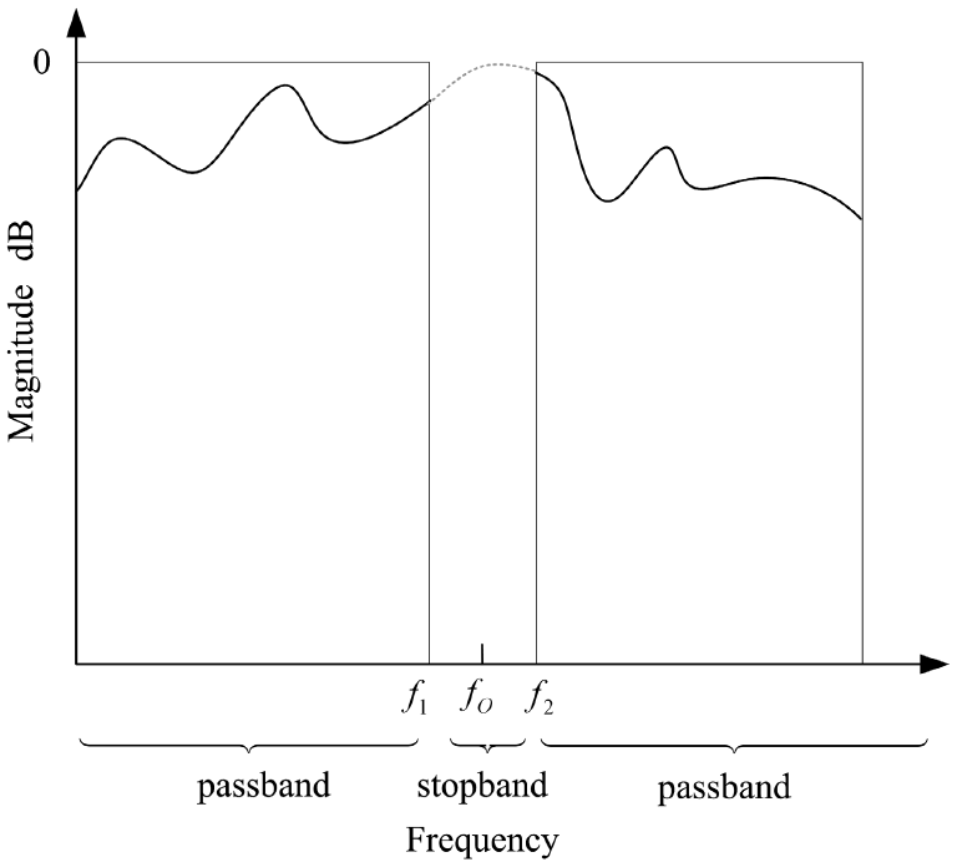 0
Magnitude dB
f1 fO f2
passband stopband passband
Frequency